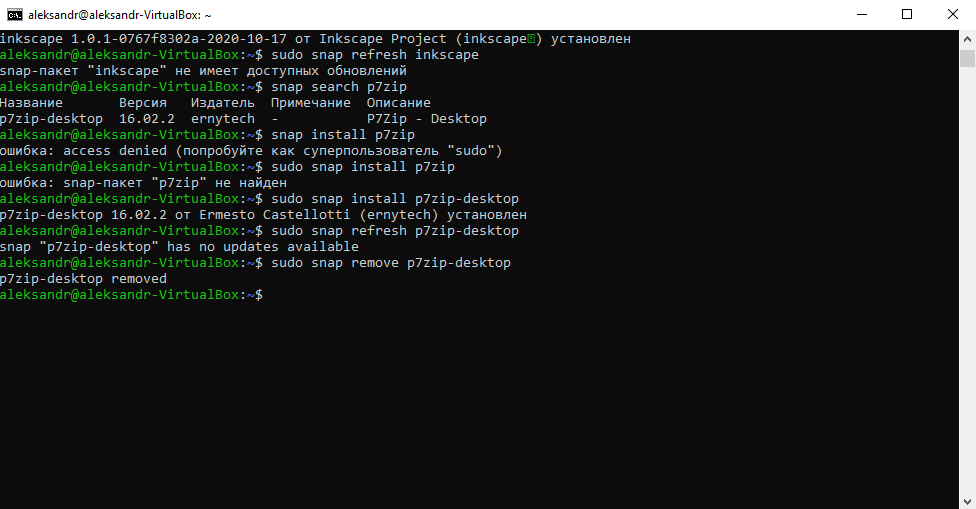 aleksandr@aleksandr-VirtualBox: ~
inkscape 1.0.1-0767f8302a-2020-10-17 от Inkscape Project (inkscape✓) установлен
aleksandr@aleksandr-VirtualBox:~$ sudo snap refresh inkscape
snap-пакет "inkscape" не имеет доступных обновлений
aleksandr@aleksandr-VirtualBox:~$ snap search p7zip
Название       Версия   Издатель  Примечание  Описание
p7zip-desktop  16.02.2  ernytech  -           P7Zip - Desktop
aleksandr@aleksandr-VirtualBox:~$ snap install p7zip
ошибка: access denied (попробуйте как суперпользователь "sudo")
aleksandr@aleksandr-VirtualBox:~$ sudo snap install p7zip
ошибка: snap-пакет "p7zip" не найден
aleksandr@aleksandr-VirtualBox:~$ sudo snap install p7zip-desktop
p7zip-desktop 16.02.2 от Ermesto Castellotti (ernytech) установлен
aleksandr@aleksandr-VirtualBox:~$ sudo snap refresh p7zip-desktop
snap "p7zip-desktop" has no updates available
aleksandr@aleksandr-VirtualBox:~$ sudo snap remove p7zip-desktop
p7zip-desktop removed
aleksandr@aleksandr-VirtualBox:~$